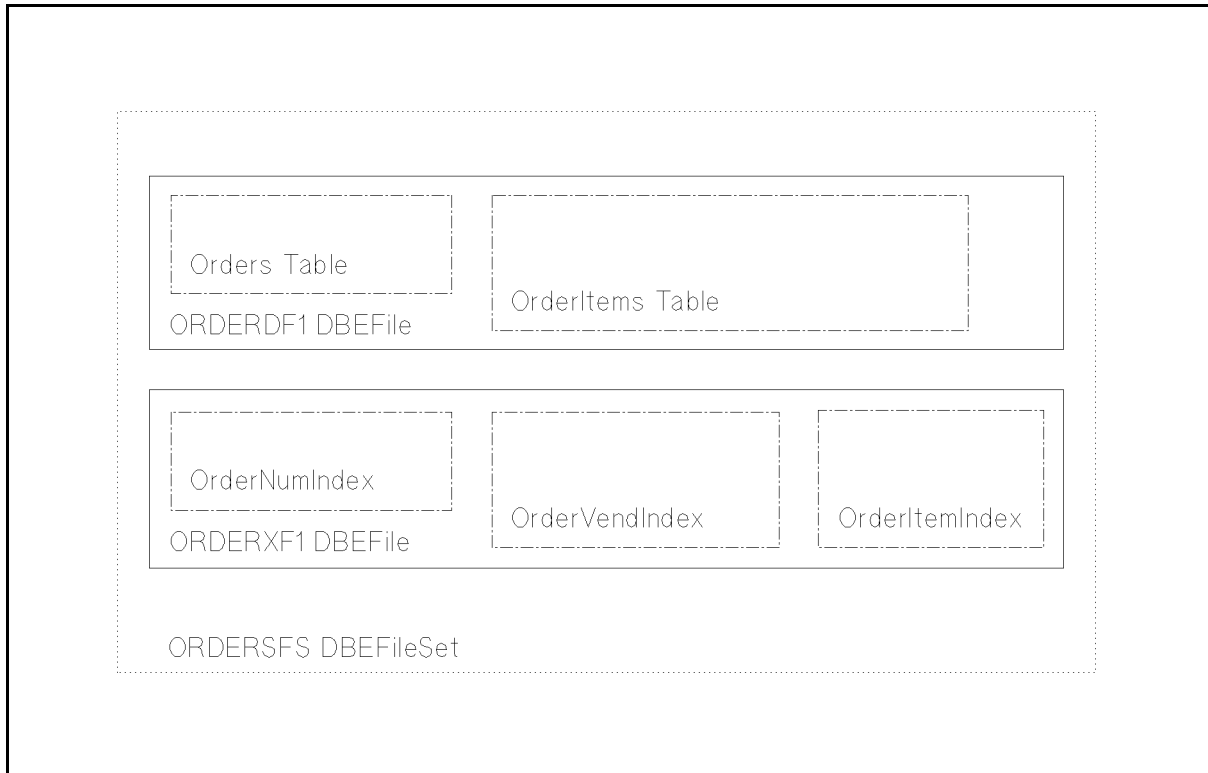 Orders Table
OrderItems Table
ORDERDF1 DBEFile
OrderNumIndex
OrderVendIndex
OrderItemIndex
ORDERXF1 DBEFile
ORDERSFS DBEFileSet